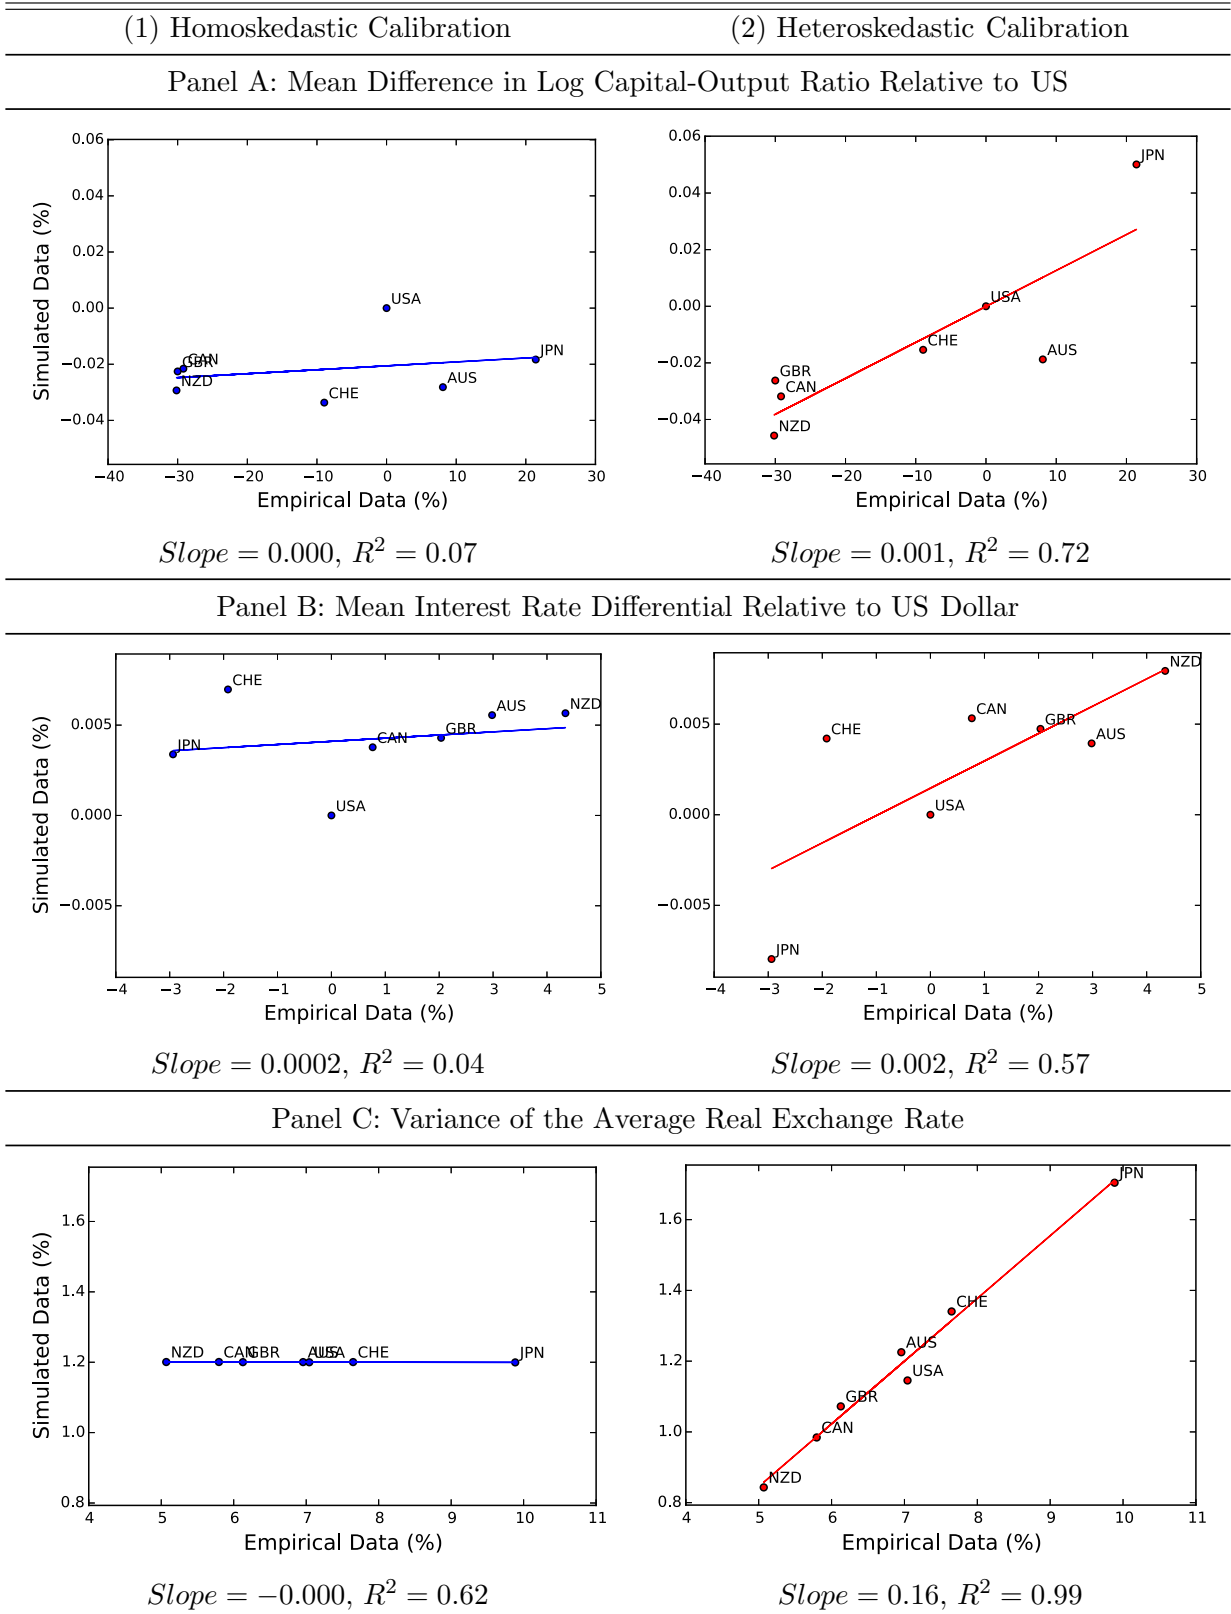 (1) Homoskedastic Calibration (2) Heteroskedastic Calibration
Panel A: Mean Difference in Log Capital-Output Ratio Relative to US
Simulated Data (%)
0.06
0.04
0.02
0.00
−0.02
−0.04
USA
CAN
GBR
NZD
CHE
AUS
JPN
−40 −30 −20 −10 0 10 20 30
Empirical Data (%)
Slope = 0.000, R² = 0.07
0.06
0.04
0.02
0.00
−0.02
−0.04
JPN
USA
CHE
AUS
GBR
CAN
NZD
−40 −30 −20 −10 0 10 20 30
Empirical Data (%)
Slope = 0.001, R² = 0.72
Panel B: Mean Interest Rate Differential Relative to US Dollar
Simulated Data (%)
0.005
0.000
−0.005
CHE
JPN
CAN
GBR
AUS
NZD
USA
−4 −3 −2 −1 0 1 2 3 4 5
Empirical Data (%)
Slope = 0.0002, R² = 0.04
0.005
0.000
−0.005
NZD
CAN
GBR
CHE
AUS
USA
JPN
−4 −3 −2 −1 0 1 2 3 4 5
Empirical Data (%)
Slope = 0.002, R² = 0.57
Panel C: Variance of the Average Real Exchange Rate
Simulated Data (%)
1.6
1.4
1.2
1.0
0.8
NZD CAN GBR AUS USA CHE JPN
4 5 6 7 8 9 10 11
Empirical Data (%)
Slope = −0.000, R² = 0.62
1.6
1.4
1.2
1.0
0.8
JPN
CHE
AUS
USA
GBR
CAN
NZD
4 5 6 7 8 9 10 11
Empirical Data (%)
Slope = 0.16, R² = 0.99